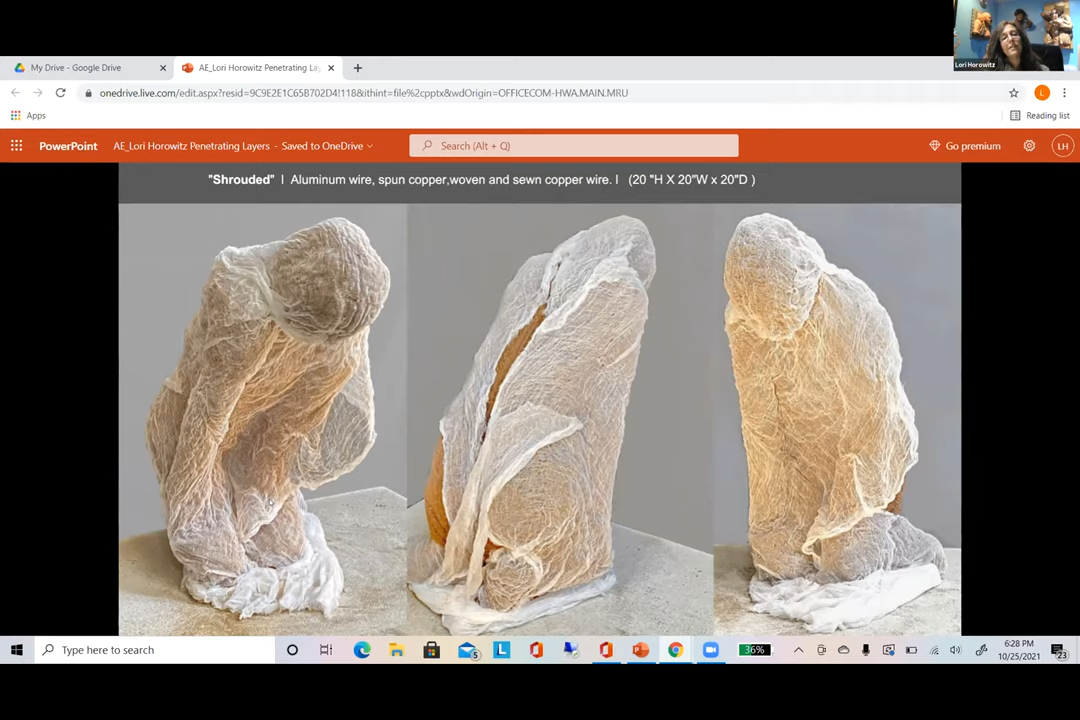 Lori Horowitz
My Drive - Google Drive
AE_Lori Horowitz Penetrating La
onedrive.live.com/edit.aspx?resid=9C9E2E1C65B702D4!118&ithint=file%2cpptx&wdOrigin=OFFICECOM-HWA.MAIN.MRU
L
Apps
Reading list
PowerPoint
AE_Lori Horowitz Penetrating Layers - Saved to OneDrive
Search (Alt + Q)
Go premium
LH
"Shrouded" I Aluminum wire, spun copper,woven and sewn copper wire. I (20 "H X 20"W x 20"D )
Type here to search
5
L
36%
6:28 PM
10/25/2021
23